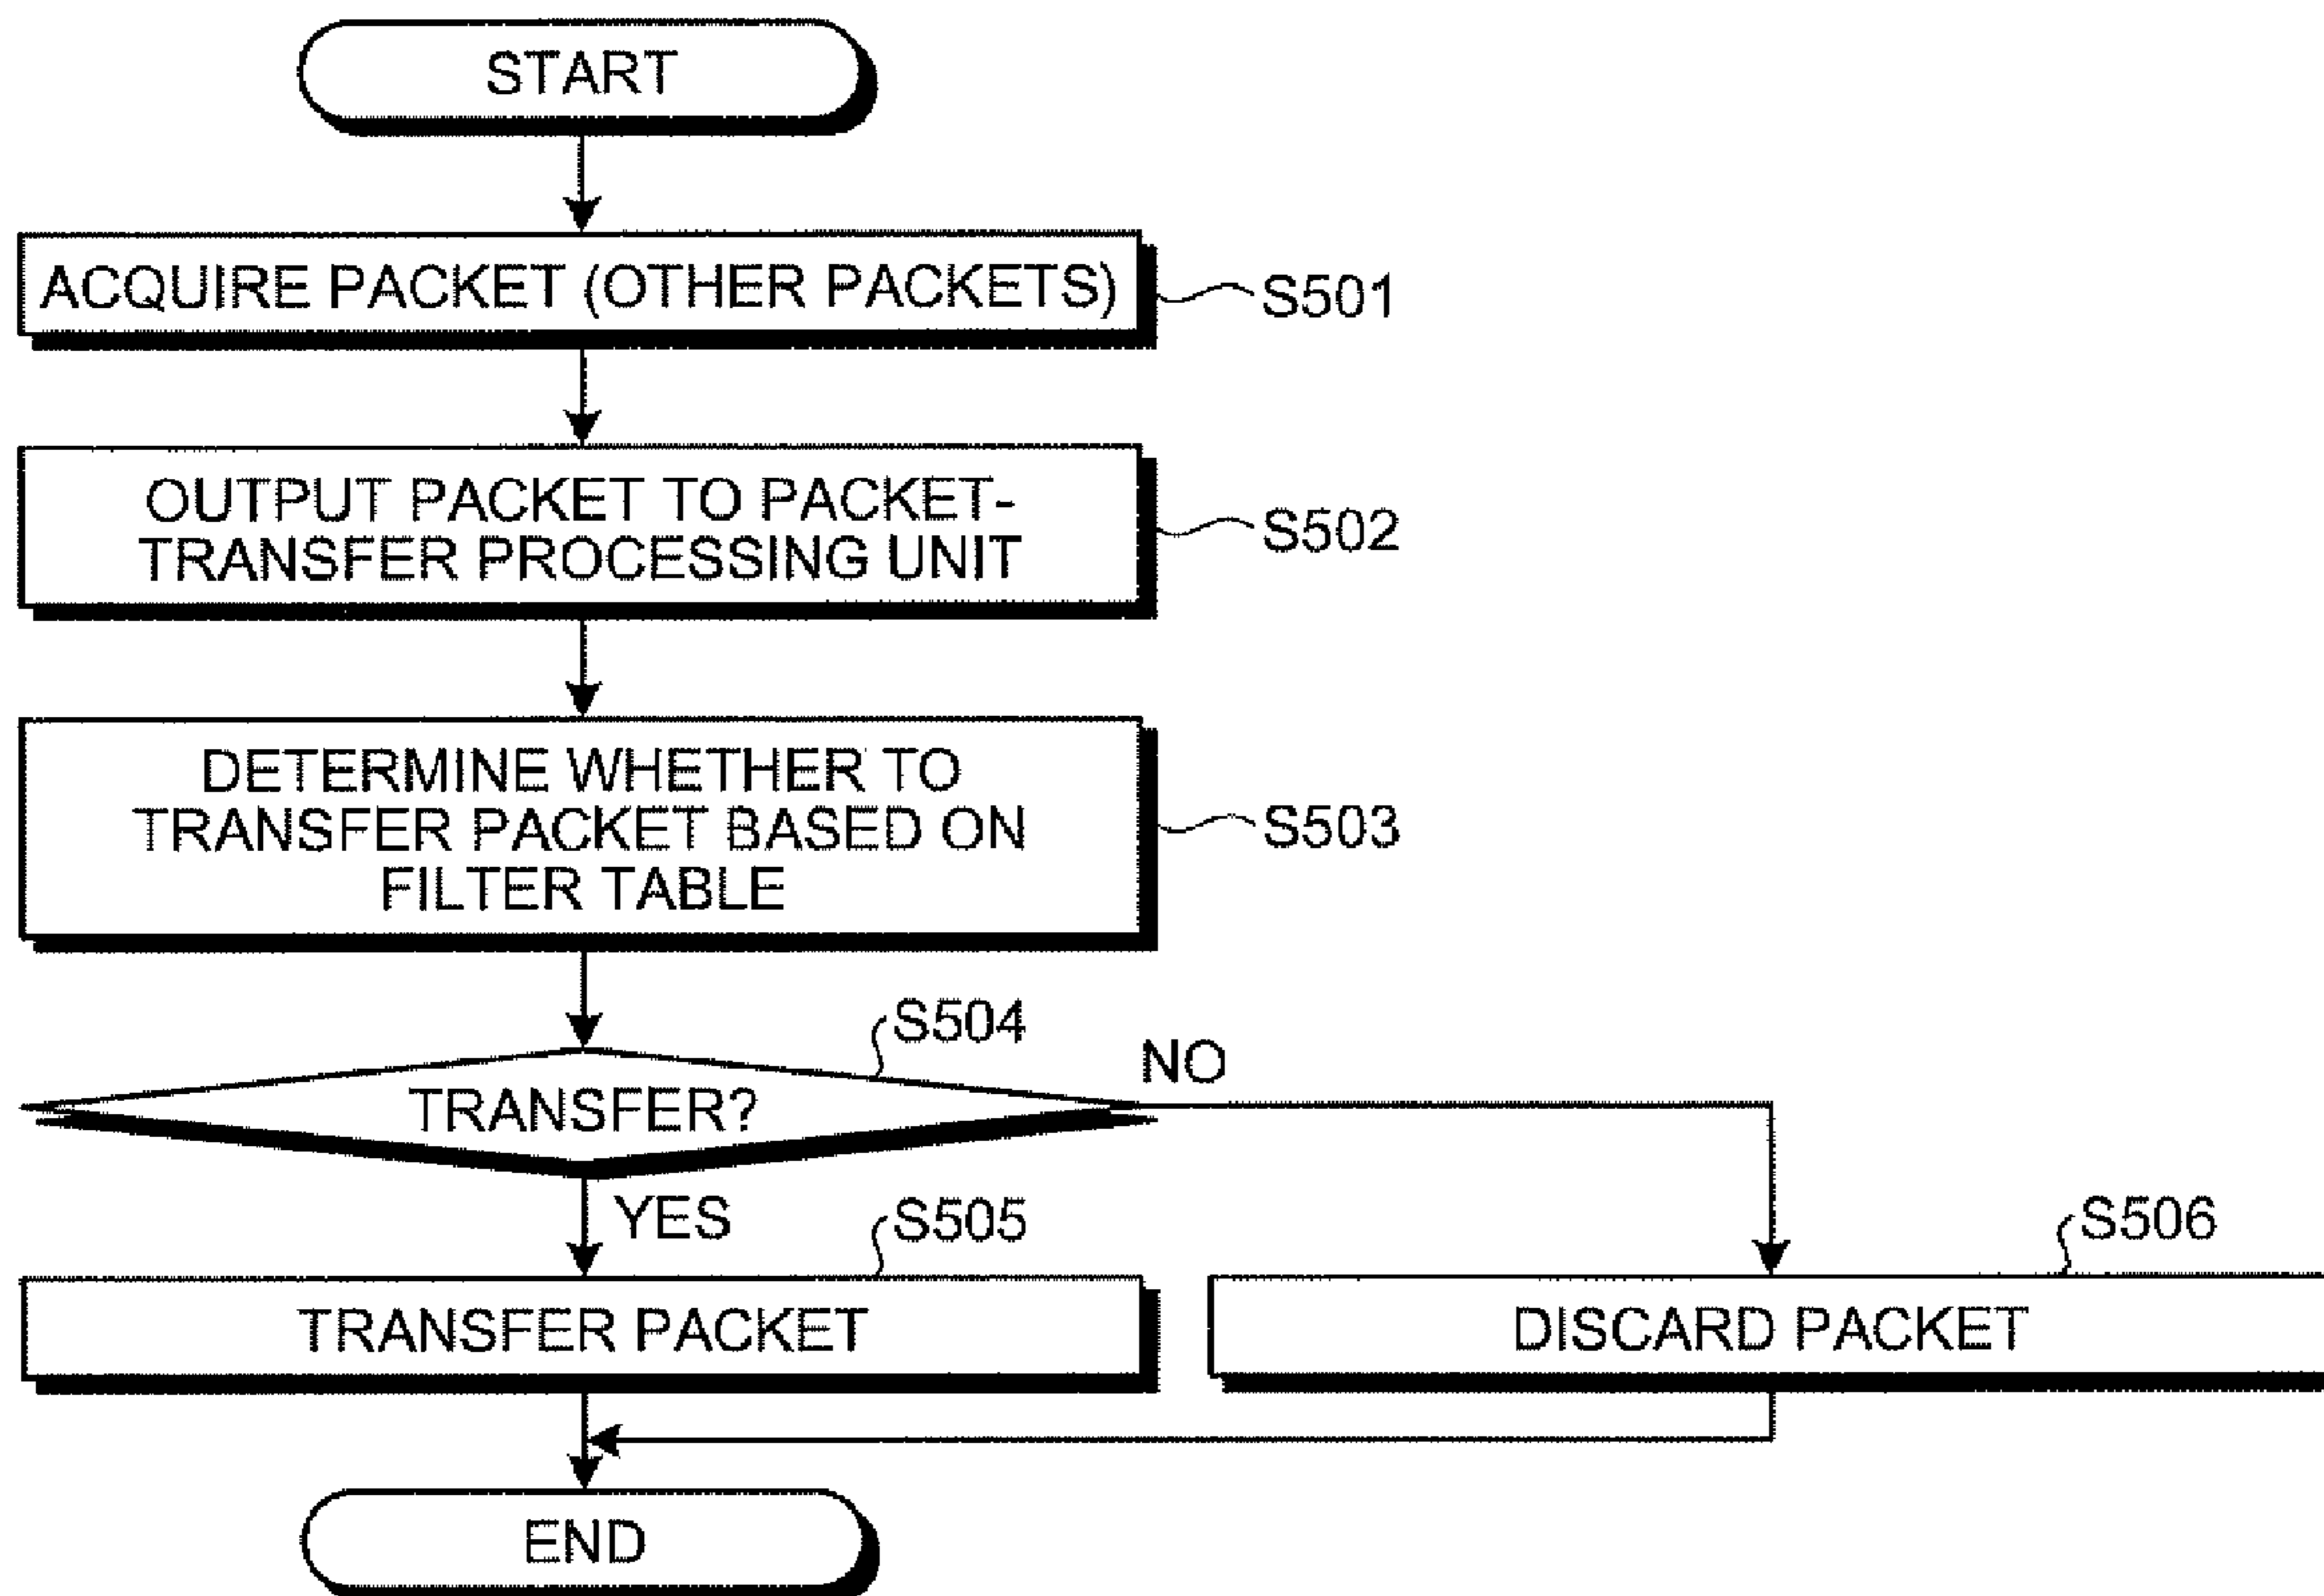 START
ACQUIRE PACKET (OTHER PACKETS)
S501
OUTPUT PACKET TO PACKET-
TRANSFER PROCESSING UNIT
S502
DETERMINE WHETHER TO
TRANSFER PACKET BASED ON
FILTER TABLE
S503
S504
TRANSFER?
NO
YES
S505
S506
TRANSFER PACKET
DISCARD PACKET
END